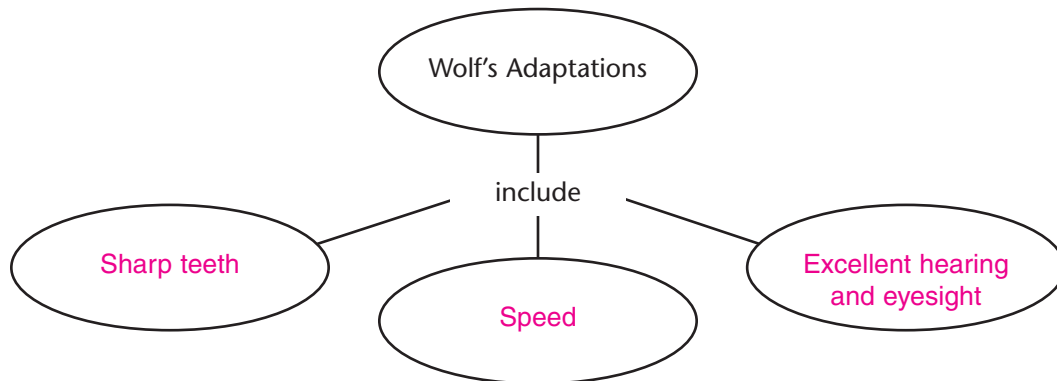 Wolf's Adaptations
include
Sharp teeth
Speed
Excellent hearing
and eyesight